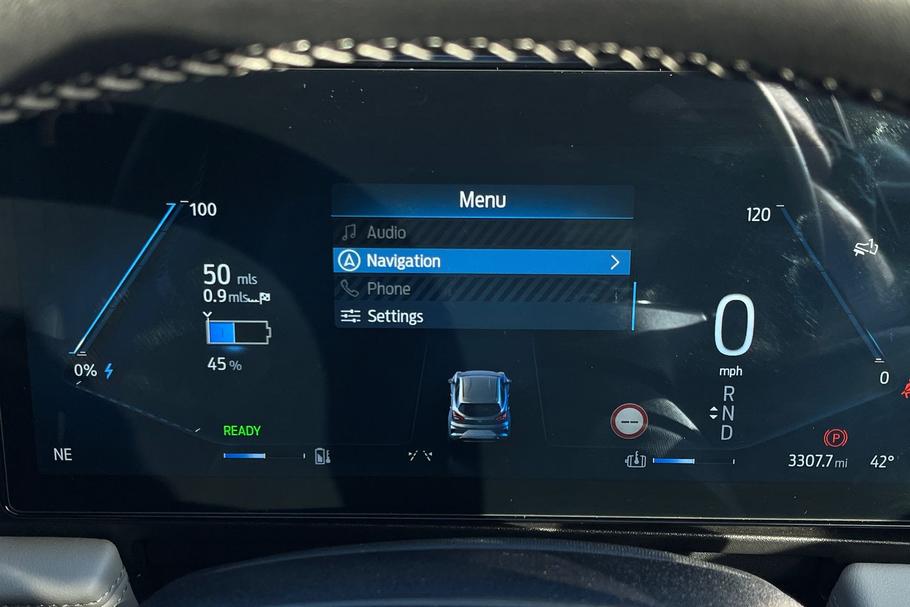 Menu
100
Audio
120
Navigation
50 mls
0.9 mls...
Phone
Settings
0
mph
45 %
0%
0
R
N
D
READY
--
P
NE
3307.7 mi
42°